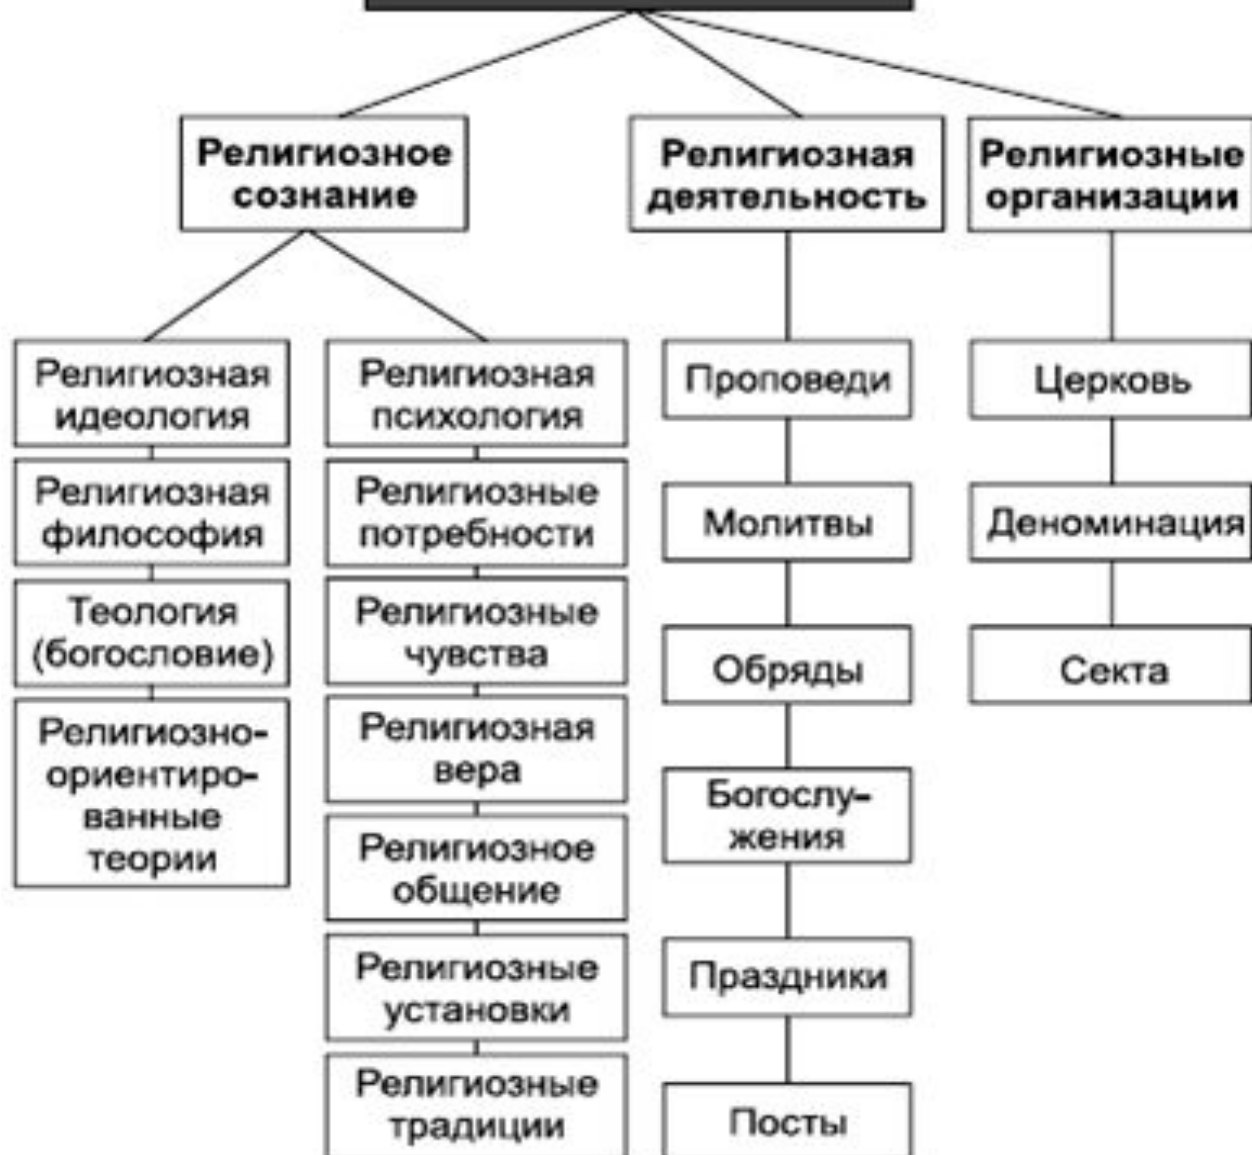 Религиозное
сознание
Религиозная
деятельность
Религиозные
организации
Религиозная
идеология
Религиозная
философия
Теология
(богословие)
Религиозно-
ориентиро-
ванные
теории
Религиозная
психология
Религиозные
потребности
Религиозные
чувства
Религиозная
вера
Религиозное
общение
Религиозные
установки
Религиозные
традиции
Проповеди
Молитвы
Обряды
Богослу-
жения
Праздники
Посты
Церковь
Деноминация
Секта